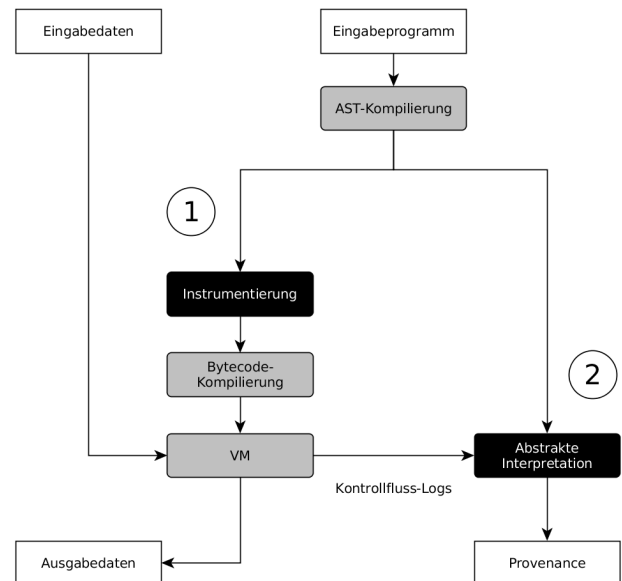 Eingabedaten
Eingabeprogramm
AST-Kompilierung
1
Instrumentierung
Bytecode-
Kompilierung
2
VM
Abstrakte
Interpretation
Kontrollfluss-Logs
Ausgabedaten
Provenance